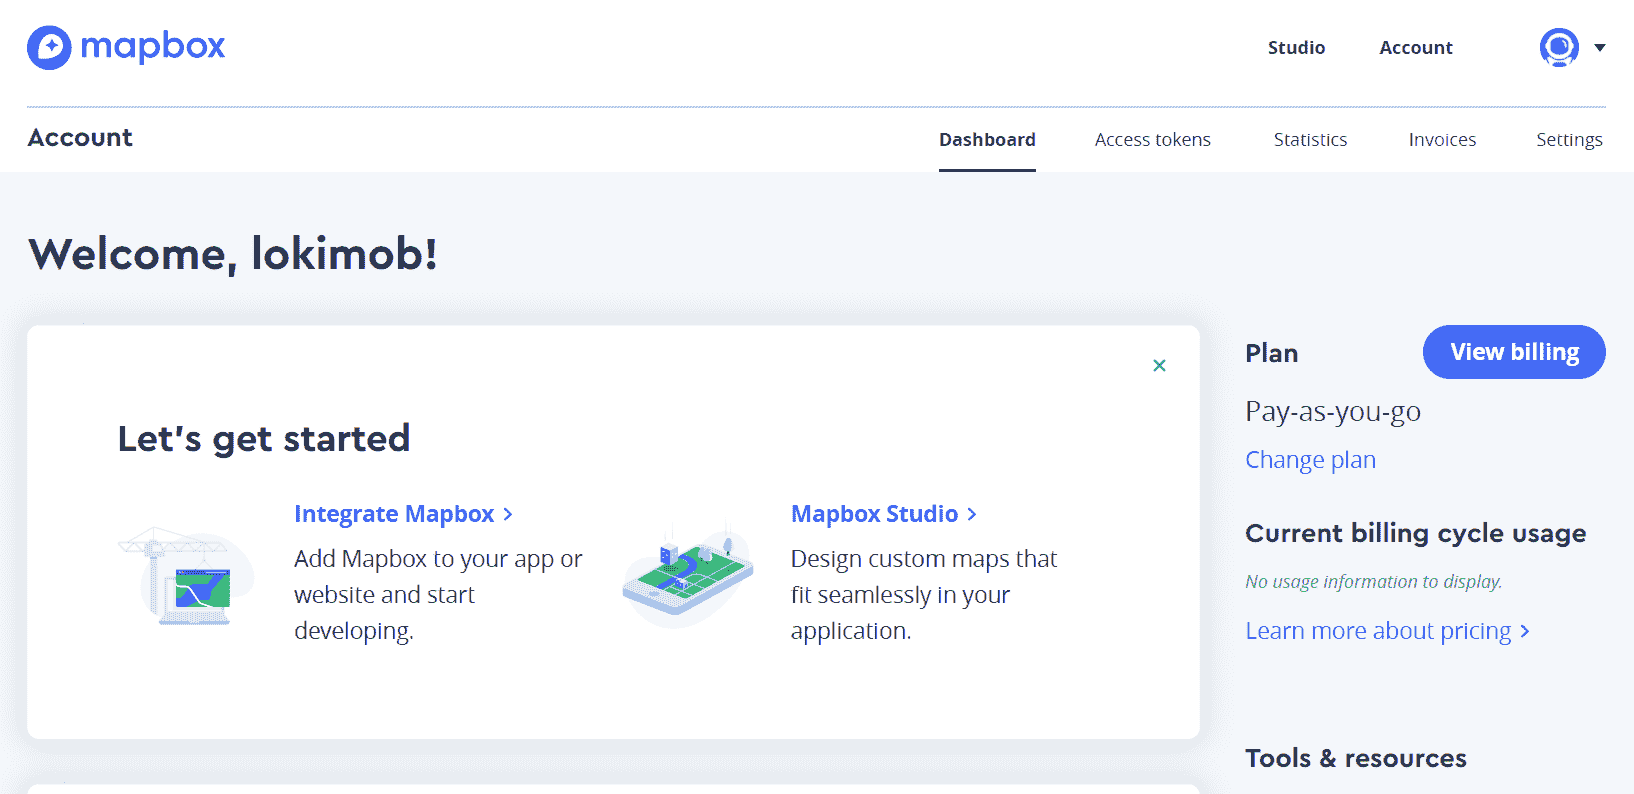 mapbox
Studio
Account
Account
Dashboard
Access tokens
Statistics
Invoices
Settings
Welcome, lokimob!
Let's get started
Integrate Mapbox
Add Mapbox to your app or
website and start
developing.
Mapbox Studio
Design custom maps that
fit seamlessly in your
application.
Plan
View billing
Pay-as-you-go
Change plan
Current billing cycle usage
No usage information to display.
Learn more about pricing
Tools & resources